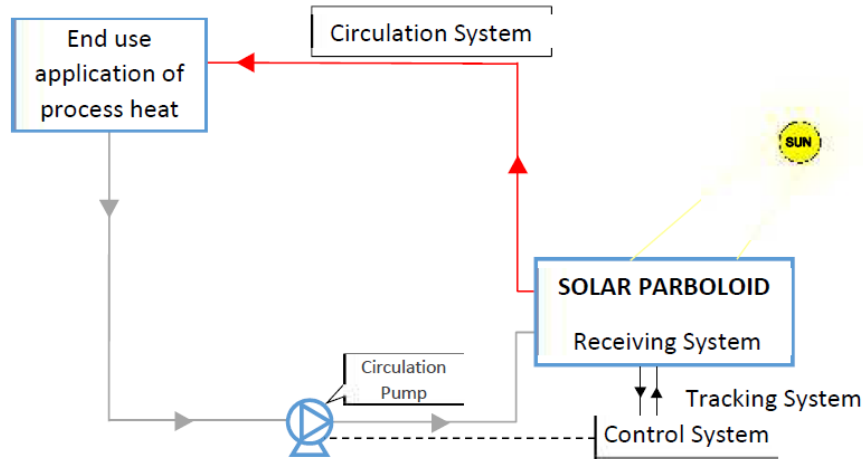 End use
application of
process heat
Circulation System
SUN
SOLAR PARBOLOID
Receiving System
Circulation
Pump
Tracking System
Control System